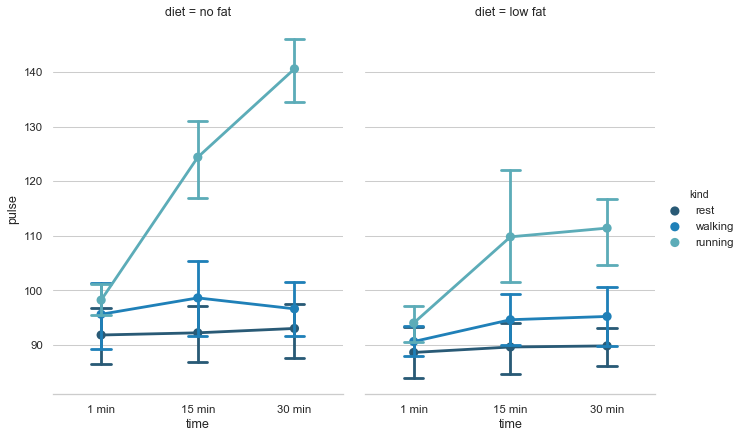 diet = no fat
diet = low fat
140
130
120
110
100
90
pulse
1 min
15 min
30 min
time
1 min
15 min
30 min
time
kind
rest
walking
running